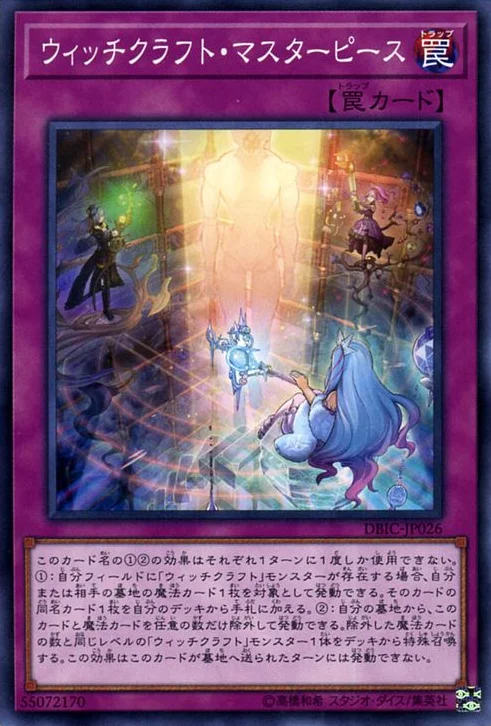 ウィッチクラフト・マスターピース
罠
トラップ
【罠カード】
トラップ
DBIC-JP026
このカード名の①②の効果はそれぞれ1ターンに1度しか使用できない。
①：自分フィールドに「ウィッチクラフト」モンスターが存在する場合、自分
または相手の墓地の魔法カード1枚を対象として発動できる。そのカードの
同名カード1枚を自分のデッキから手札に加える。②：自分の墓地から、この
カードと魔法カードを任意の数だけ除外して発動できる。除外した魔法カード
の数と同じレベルの「ウィッチクラフト」モンスター1体をデッキから特殊召喚
する。この効果はこのカードが墓地へ送られたターンには発動できない。
55072170
©高橋和希 スタジオ・ダイス/集英社